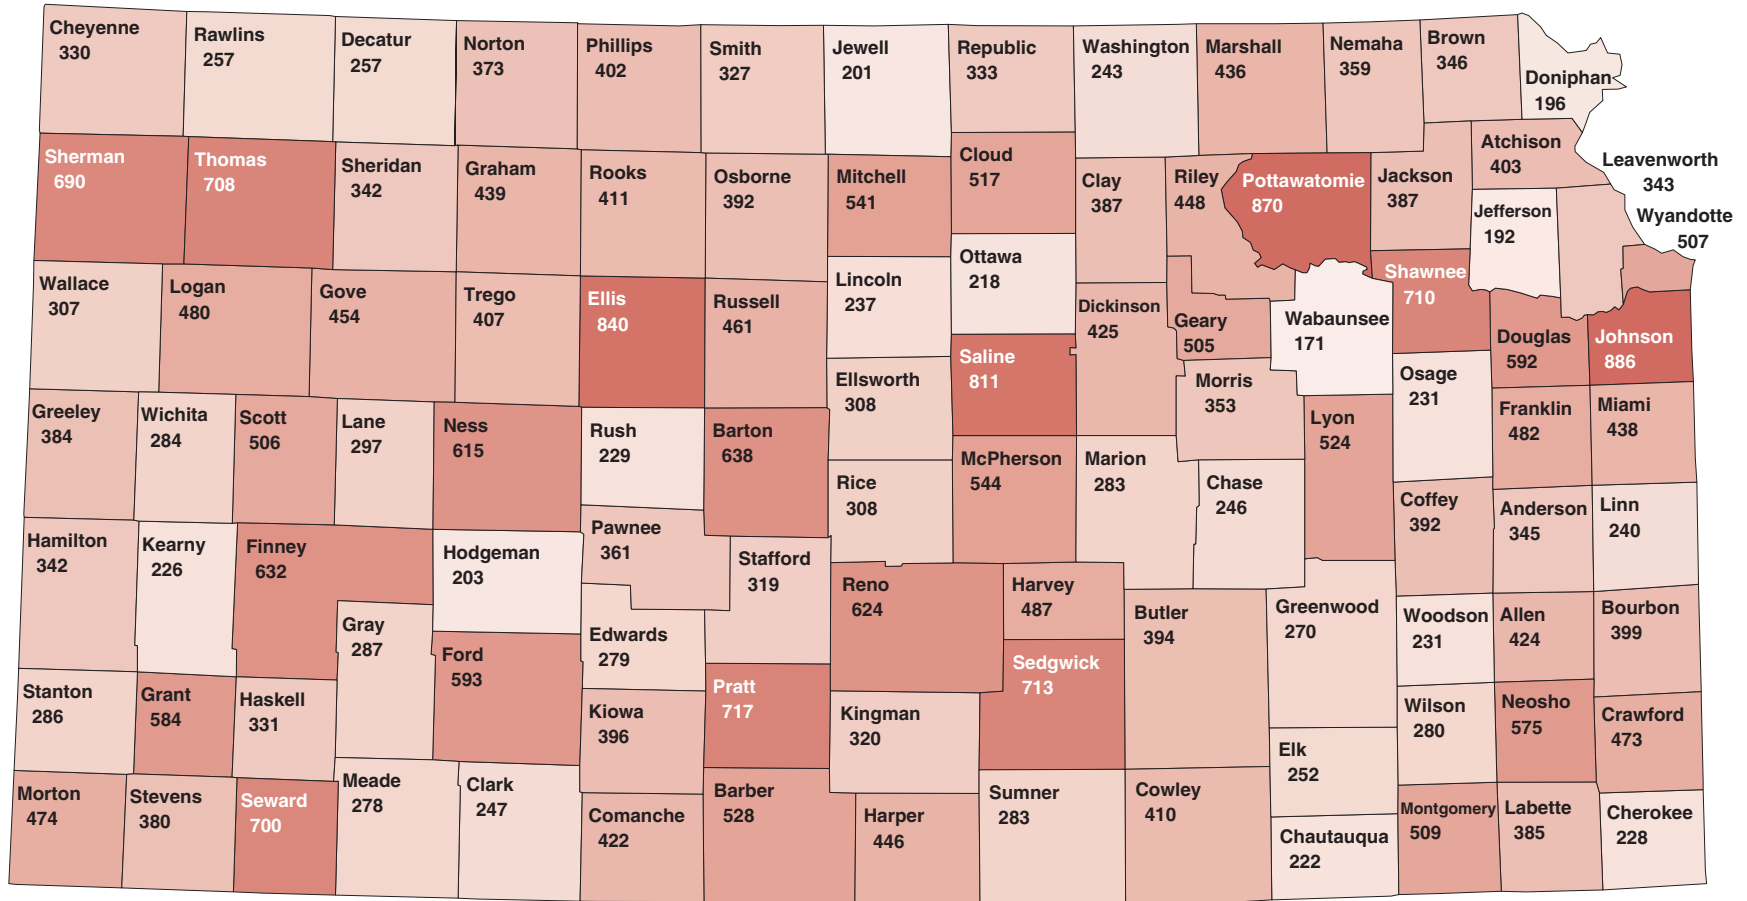 Cheyenne
330
Rawlins
257
Decatur
257
Norton
373
Phillips
402
Smith
327
Jewell
201
Republic
333
Washington
243
Marshall
436
Nemaha
359
Brown
346
Doniphan
196
Sherman
690
Thomas
708
Sheridan
342
Graham
439
Rooks
411
Osborne
392
Mitchell
541
Cloud
517
Clay
387
Riley
448
Pottawatomie
870
Jackson
387
Atchison
403
Jefferson
192
Leavenworth
343
Wyandotte
507
Wallace
307
Logan
480
Gove
454
Trego
407
Ellis
840
Russell
461
Lincoln
237
Ottawa
218
Dickinson
425
Geary
505
Wabaunsee
171
Shawnee
710
Douglas
592
Johnson
886
Saline
811
Ellsworth
308
Morris
353
Osage
231
Greeley
384
Wichita
284
Scott
506
Lane
297
Ness
615
Rush
229
Barton
638
Rice
308
McPherson
544
Marion
283
Chase
246
Lyon
524
Franklin
482
Miami
438
Coffey
392
Anderson
345
Linn
240
Hamilton
342
Kearny
226
Finney
632
Hodgeman
203
Pawnee
361
Stafford
319
Reno
624
Harvey
487
Butler
394
Greenwood
270
Woodson
231
Allen
424
Bourbon
399
Gray
287
Ford
593
Edwards
279
Sedgwick
713
Stanton
286
Grant
584
Haskell
331
Kiowa
396
Pratt
717
Kingman
320
Elk
252
Wilson
280
Neosho
575
Crawford
473
Morton
474
Stevens
380
Seward
700
Meade
278
Clark
247
Comanche
422
Barber
528
Harper
446
Sumner
283
Cowley
410
Chautauqua
222
Montgomery
509
Labette
385
Cherokee
228